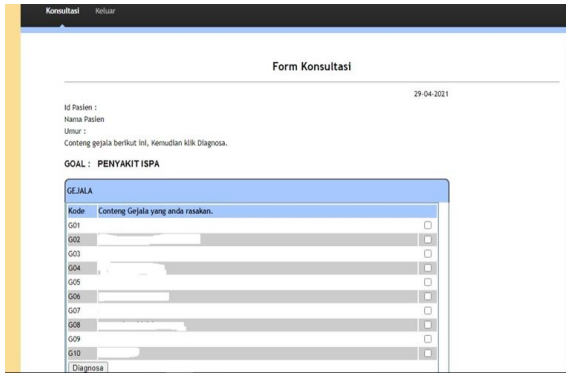 Konsultasi Keluar
Form Konsultasi
29-04-2021
Id Pasien :
Nama Pasien
Umur :
Conteng gejala berikut ini, Kemudian klik Diagnosa.
GOAL : PENYAKIT ISPA
GEJALA
Kode Conteng Gejala yang anda rasakan.
G01
G02
G03
G04
G05
G06
G07
G08
G09
G10
Diagnosa